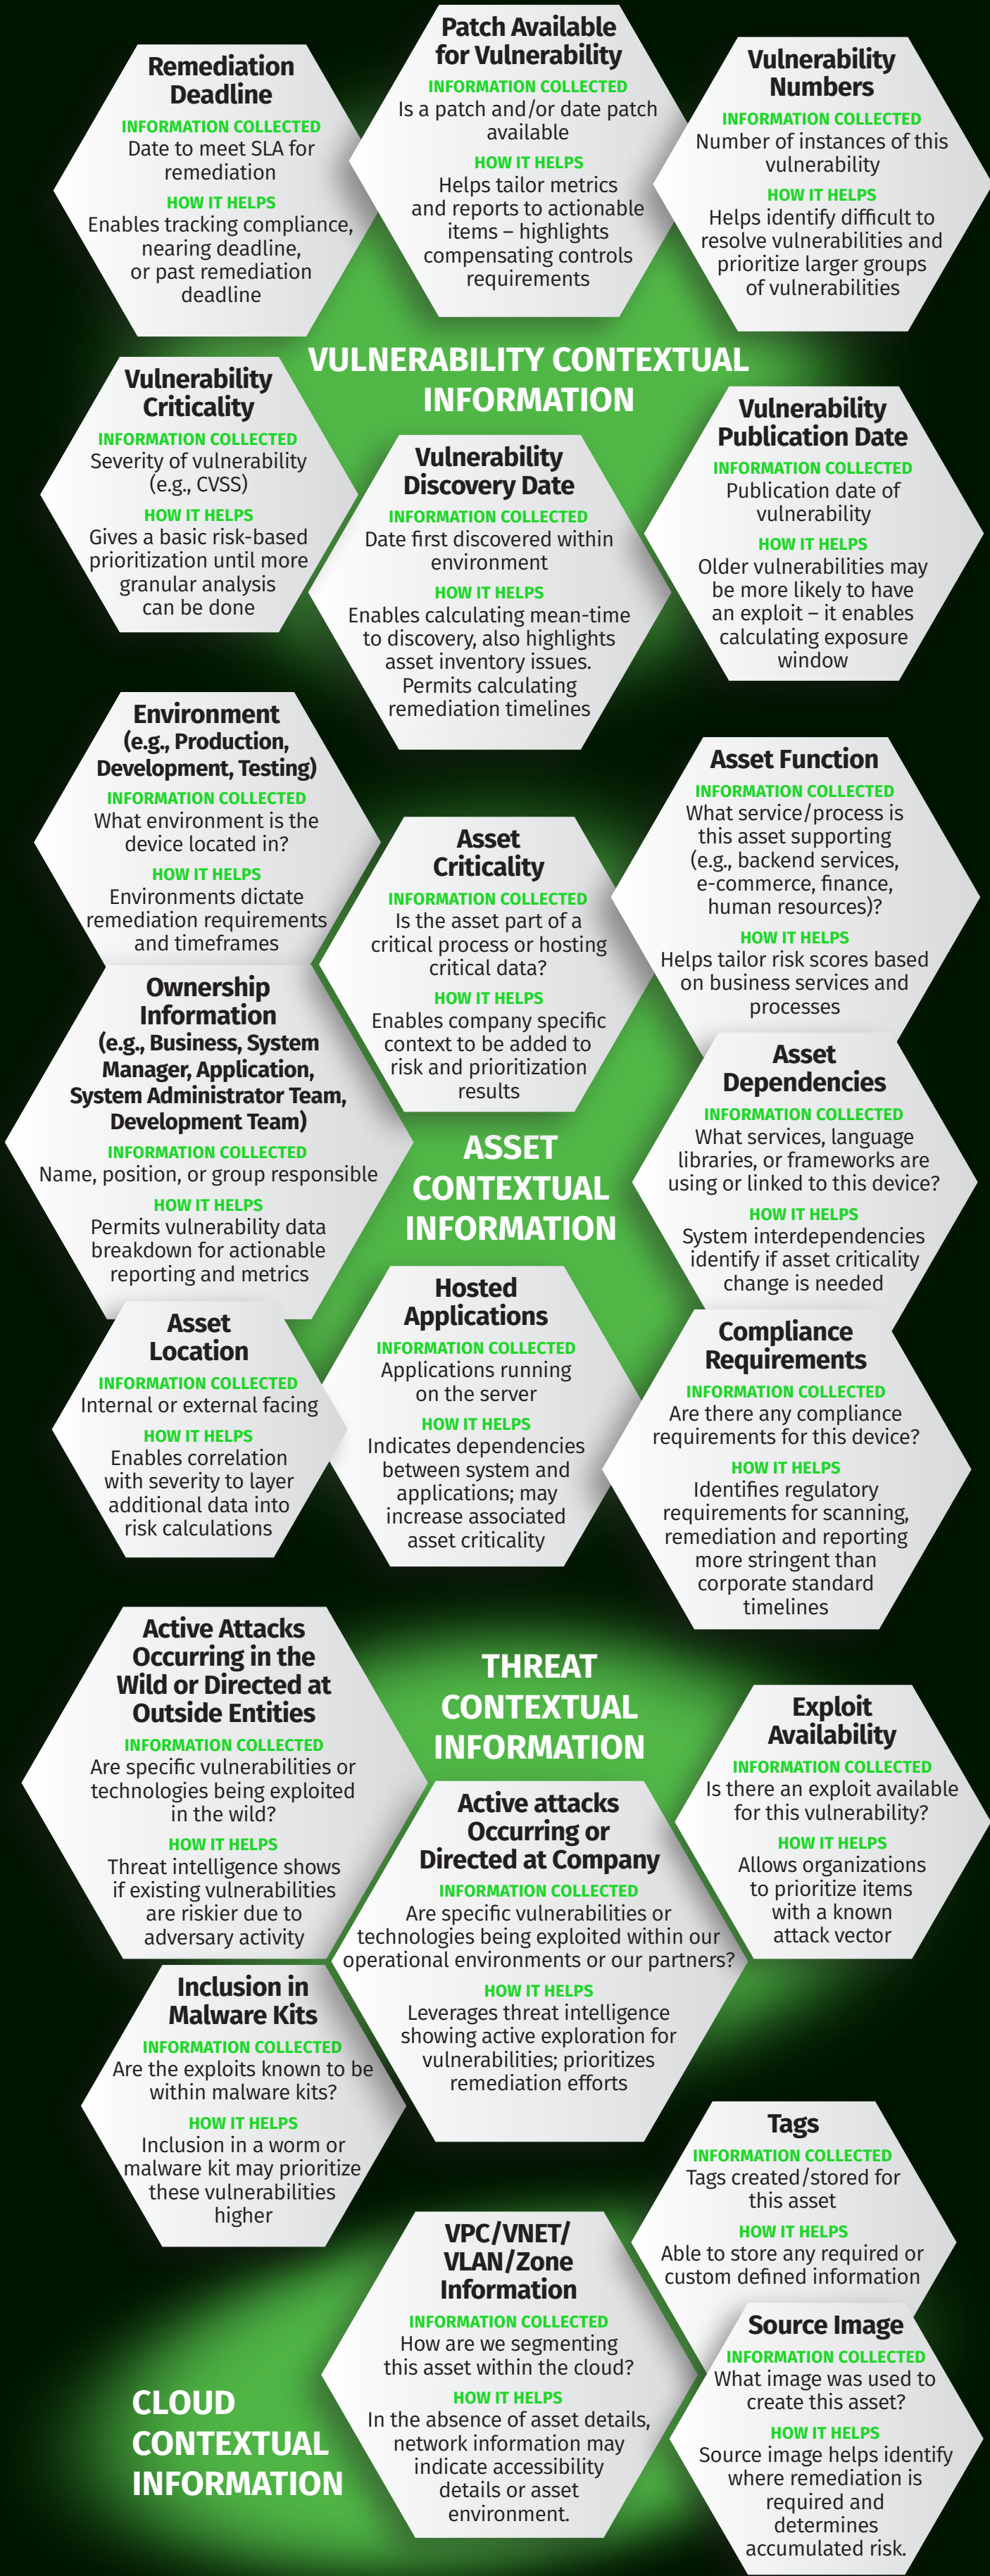 Remediation
Deadline
INFORMATION COLLECTED
Date to meet SLA for
remediation
HOW IT HELPS
Enables tracking compliance,
nearing deadline,
or past remediation
deadline
Patch Available
for Vulnerability
INFORMATION COLLECTED
Is a patch and/or date patch
available
HOW IT HELPS
Helps tailor metrics
and reports to actionable
items – highlights
compensating controls
requirements
Vulnerability
Numbers
INFORMATION COLLECTED
Number of instances of this
vulnerability
HOW IT HELPS
Helps identify difficult to
resolve vulnerabilities and
prioritize larger groups
of vulnerabilities
VULNERABILITY CONTEXTUAL
INFORMATION
Vulnerability
Criticality
INFORMATION COLLECTED
Severity of vulnerability
(e.g., CVSS)
HOW IT HELPS
Gives a basic risk-based
prioritization until more
granular analysis
can be done
Vulnerability
Discovery Date
INFORMATION COLLECTED
Date first discovered within
environment
HOW IT HELPS
Enables calculating mean-time
to discovery, also highlights
asset inventory issues.
Permits calculating
remediation timelines
Vulnerability
Publication Date
INFORMATION COLLECTED
Publication date of
vulnerability
HOW IT HELPS
Older vulnerabilities may
be more likely to have
an exploit – it enables
calculating exposure
window
Environment
(e.g., Production,
Development, Testing)
INFORMATION COLLECTED
What environment is the
device located in?
HOW IT HELPS
Environments dictate
remediation requirements
and timeframes
Asset
Criticality
INFORMATION COLLECTED
Is the asset part of a
critical process or hosting
critical data?
HOW IT HELPS
Enables company specific
context to be added to
risk and prioritization
results
Asset Function
INFORMATION COLLECTED
What service/process is
this asset supporting
(e.g., backend services,
e-commerce, finance,
human resources)?
HOW IT HELPS
Helps tailor risk scores based
on business services and
processes
Ownership
Information
(e.g., Business, System
Manager, Application,
System Administrator Team,
Development Team)
INFORMATION COLLECTED
Name, position, or group responsible
HOW IT HELPS
Permits vulnerability data
breakdown for actionable
reporting and metrics
ASSET
CONTEXTUAL
INFORMATION
Asset
Dependencies
INFORMATION COLLECTED
What services, language
libraries, or frameworks are
using or linked to this device?
HOW IT HELPS
System interdependencies
identify if asset criticality
change is needed
Asset
Location
INFORMATION COLLECTED
Internal or external facing
HOW IT HELPS
Enables correlation
with severity to layer
additional data into
risk calculations
Hosted
Applications
INFORMATION COLLECTED
Applications running
on the server
HOW IT HELPS
Indicates dependencies
between system and
applications; may
increase associated
asset criticality
Compliance
Requirements
INFORMATION COLLECTED
Are there any compliance
requirements for this device?
HOW IT HELPS
Identifies regulatory
requirements for scanning,
remediation and reporting
more stringent than
corporate standard
timelines
Active Attacks
Occurring in the
Wild or Directed at
Outside Entities
INFORMATION COLLECTED
Are specific vulnerabilities or
technologies being exploited
in the wild?
HOW IT HELPS
Threat intelligence shows
if existing vulnerabilities
are riskier due to
adversary activity
THREAT
CONTEXTUAL
INFORMATION
Active attacks
Occurring or
Directed at Company
INFORMATION COLLECTED
Are specific vulnerabilities or
technologies being exploited within our
operational environments or our partners?
HOW IT HELPS
Leverages threat intelligence
showing active exploration for
vulnerabilities; prioritizes
remediation efforts
Exploit
Availability
INFORMATION COLLECTED
Is there an exploit available
for this vulnerability?
HOW IT HELPS
Allows organizations
to prioritize items
with a known
attack vector
Inclusion in
Malware Kits
INFORMATION COLLECTED
Are the exploits known to be
within malware kits?
HOW IT HELPS
Inclusion in a worm or
malware kit may prioritize
these vulnerabilities
higher
Tags
INFORMATION COLLECTED
Tags created/stored for
this asset
HOW IT HELPS
Able to store any required or
custom defined information
VPC/VNET/
VLAN/Zone
Information
INFORMATION COLLECTED
How are we segmenting
this asset within the cloud?
HOW IT HELPS
In the absence of asset details,
network information may
indicate accessibility
details or asset
environment.
Source Image
INFORMATION COLLECTED
What image was used to
create this asset?
HOW IT HELPS
Source image helps identify
where remediation is
required and
determines
accumulated risk.
CLOUD
CONTEXTUAL
INFORMATION